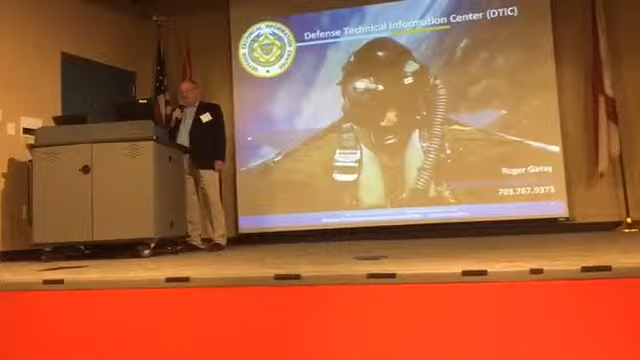 Defense Technical Information Center (DTIC)
Roger Garay
703.767.9373